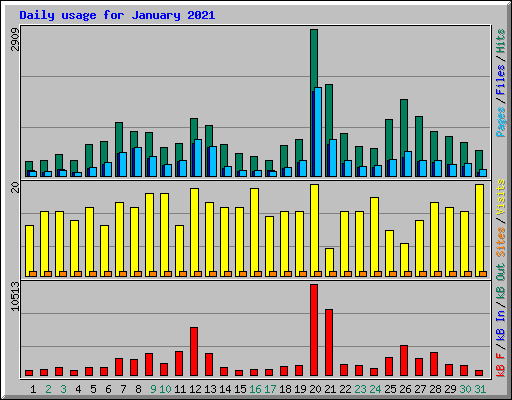 Daily usage for January 2021
2909
Pages / Files / Hits
20
Sites / Visits
10513
kB F / kB In / kB Out
1 2 3 4 5 6 7 8 9 10 11 12 13 14 15 16 17 18 19 20 21 22 23 24 25 26 27 28 29 30 31